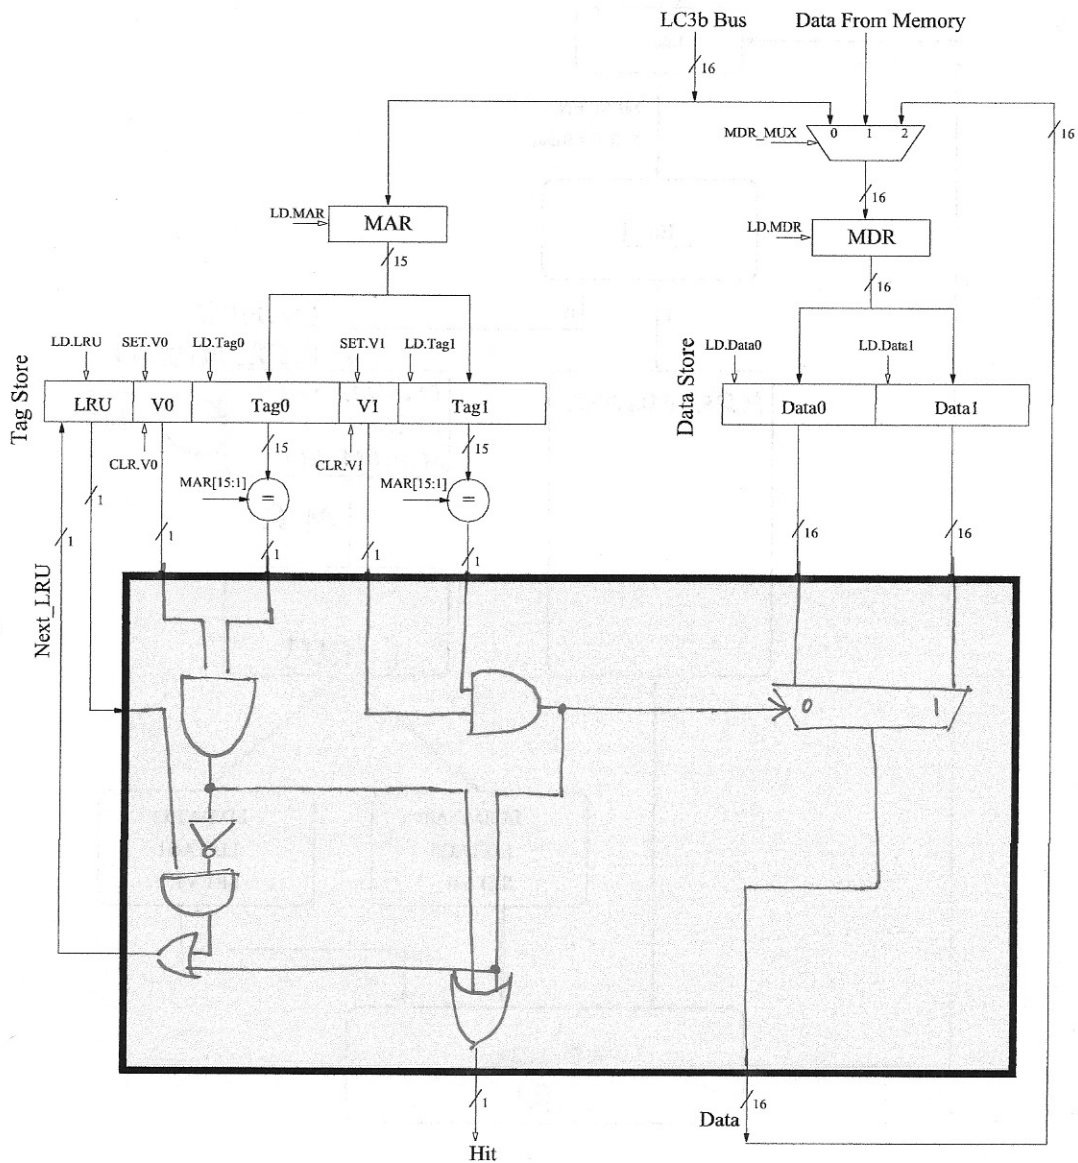 LC3b Bus
Data From Memory
16
16
MDR_MUX
0 1 2
16
LD.MAR
MAR
LD.MDR
MDR
15
16
LD.LRU
SET.V0
LD.Tag0
SET.V1
LD.Tag1
LD.Data0
LD.Data1
Tag Store
LRU
V0
Tag0
V1
Tag1
Data Store
Data0
Data1
CLR.V0
15
CLR.V1
15
MAR[15:1]
=
MAR[15:1]
=
1
1
1
1
1
1
16
16
Next_LRU
0 1
1
16
Data
Hit